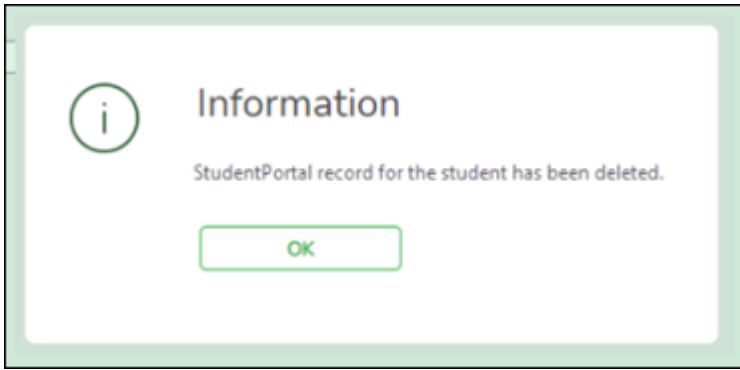 Information
StudentPortal record for the student has been deleted.
OK